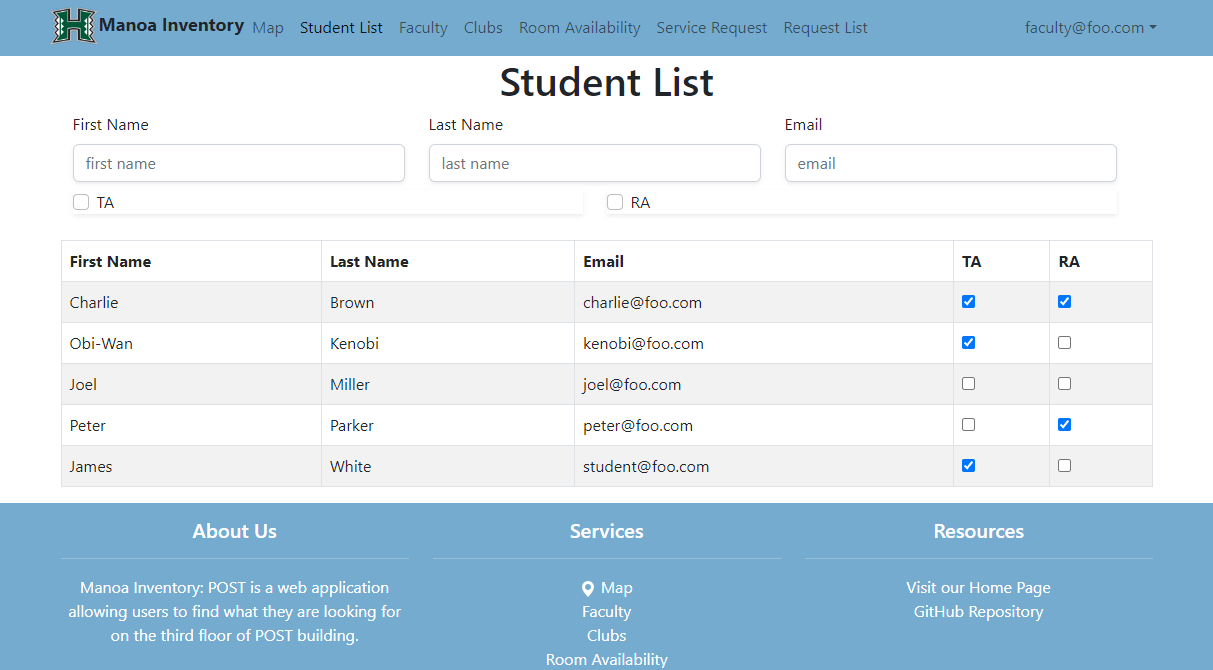 Manoa Inventory Map Student List Faculty Clubs Room Availability Service Request Request List faculty@foo.com
Student List
First Name Last Name Email
first name last name email
TA RA
First Name Last Name Email TA RA
Charlie Brown charlie@foo.com
Obi-Wan Kenobi kenobi@foo.com
Joel Miller joel@foo.com
Peter Parker peter@foo.com
James White student@foo.com
About Us Services Resources
Manoa Inventory: POST is a web application Map Visit our Home Page
allowing users to find what they are looking for Faculty GitHub Repository
on the third floor of POST building. Clubs
Room Availability